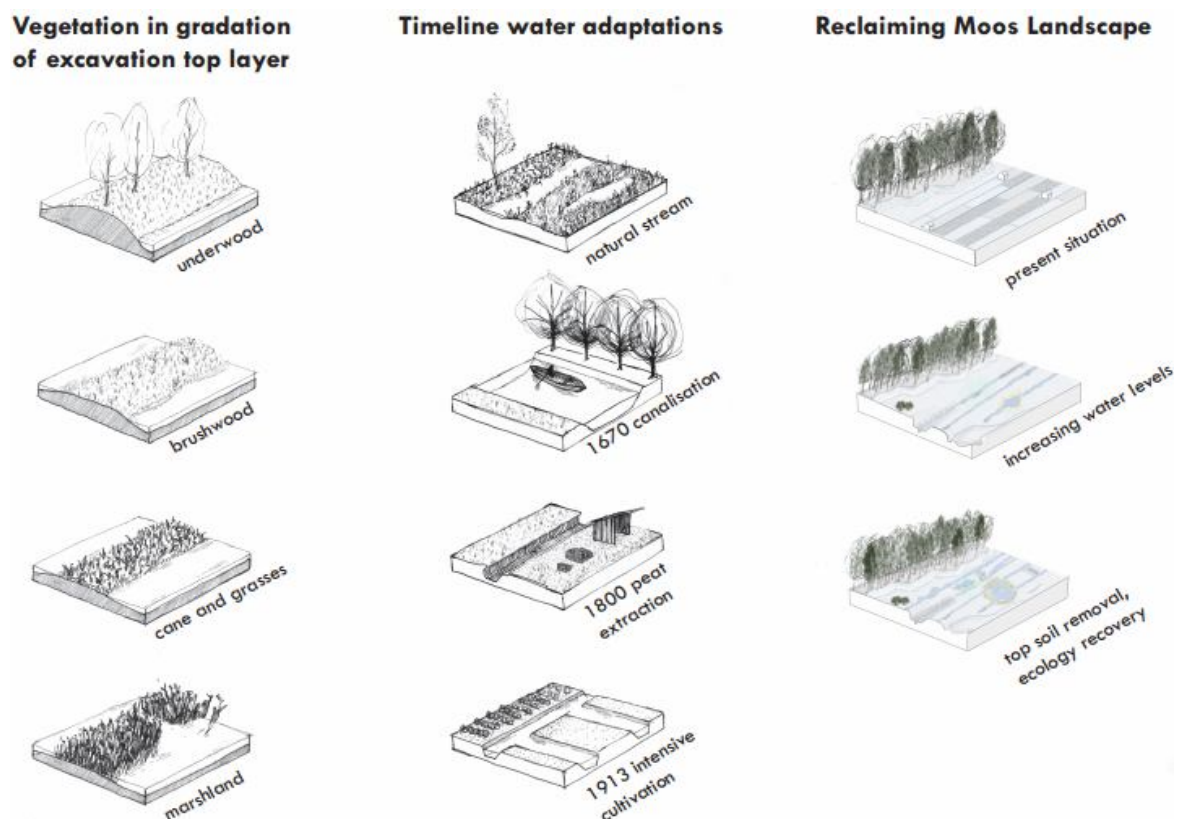 Vegetation in gradation
of excavation top layer
underwood
brushwood
cane and grasses
marshland
Timeline water adaptations
natural stream
1670 canalisation
1800 peat
extraction
1913 intensive
cultivation
Reclaiming Moos Landscape
present situation
increasing water levels
top soil removal,
ecology recovery